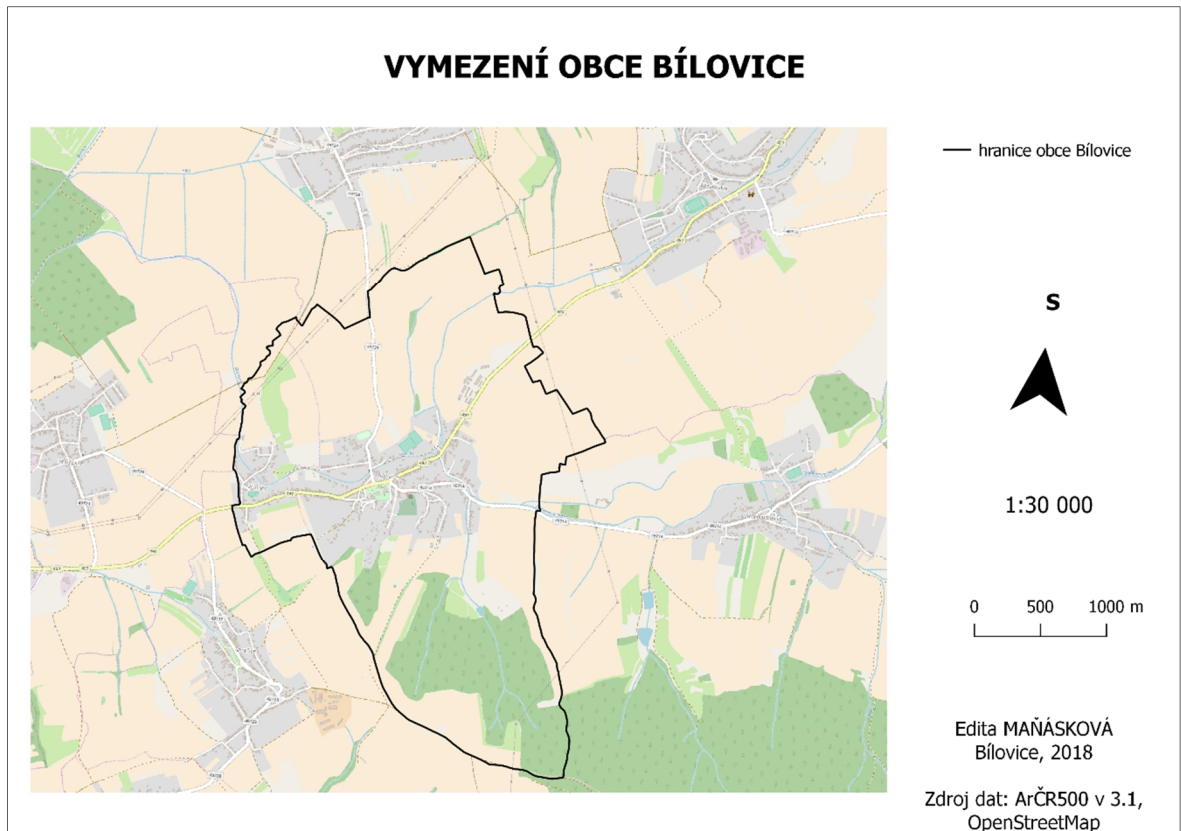 VYMEZENÍ OBCE BÍLOVICE
hranice obce Bílovice
S
1:30 000
0 500 1000 m
Edita MAŇÁSKOVÁ
Bílovice, 2018
Zdroj dat: ArČR500 v 3.1,
OpenStreetMap